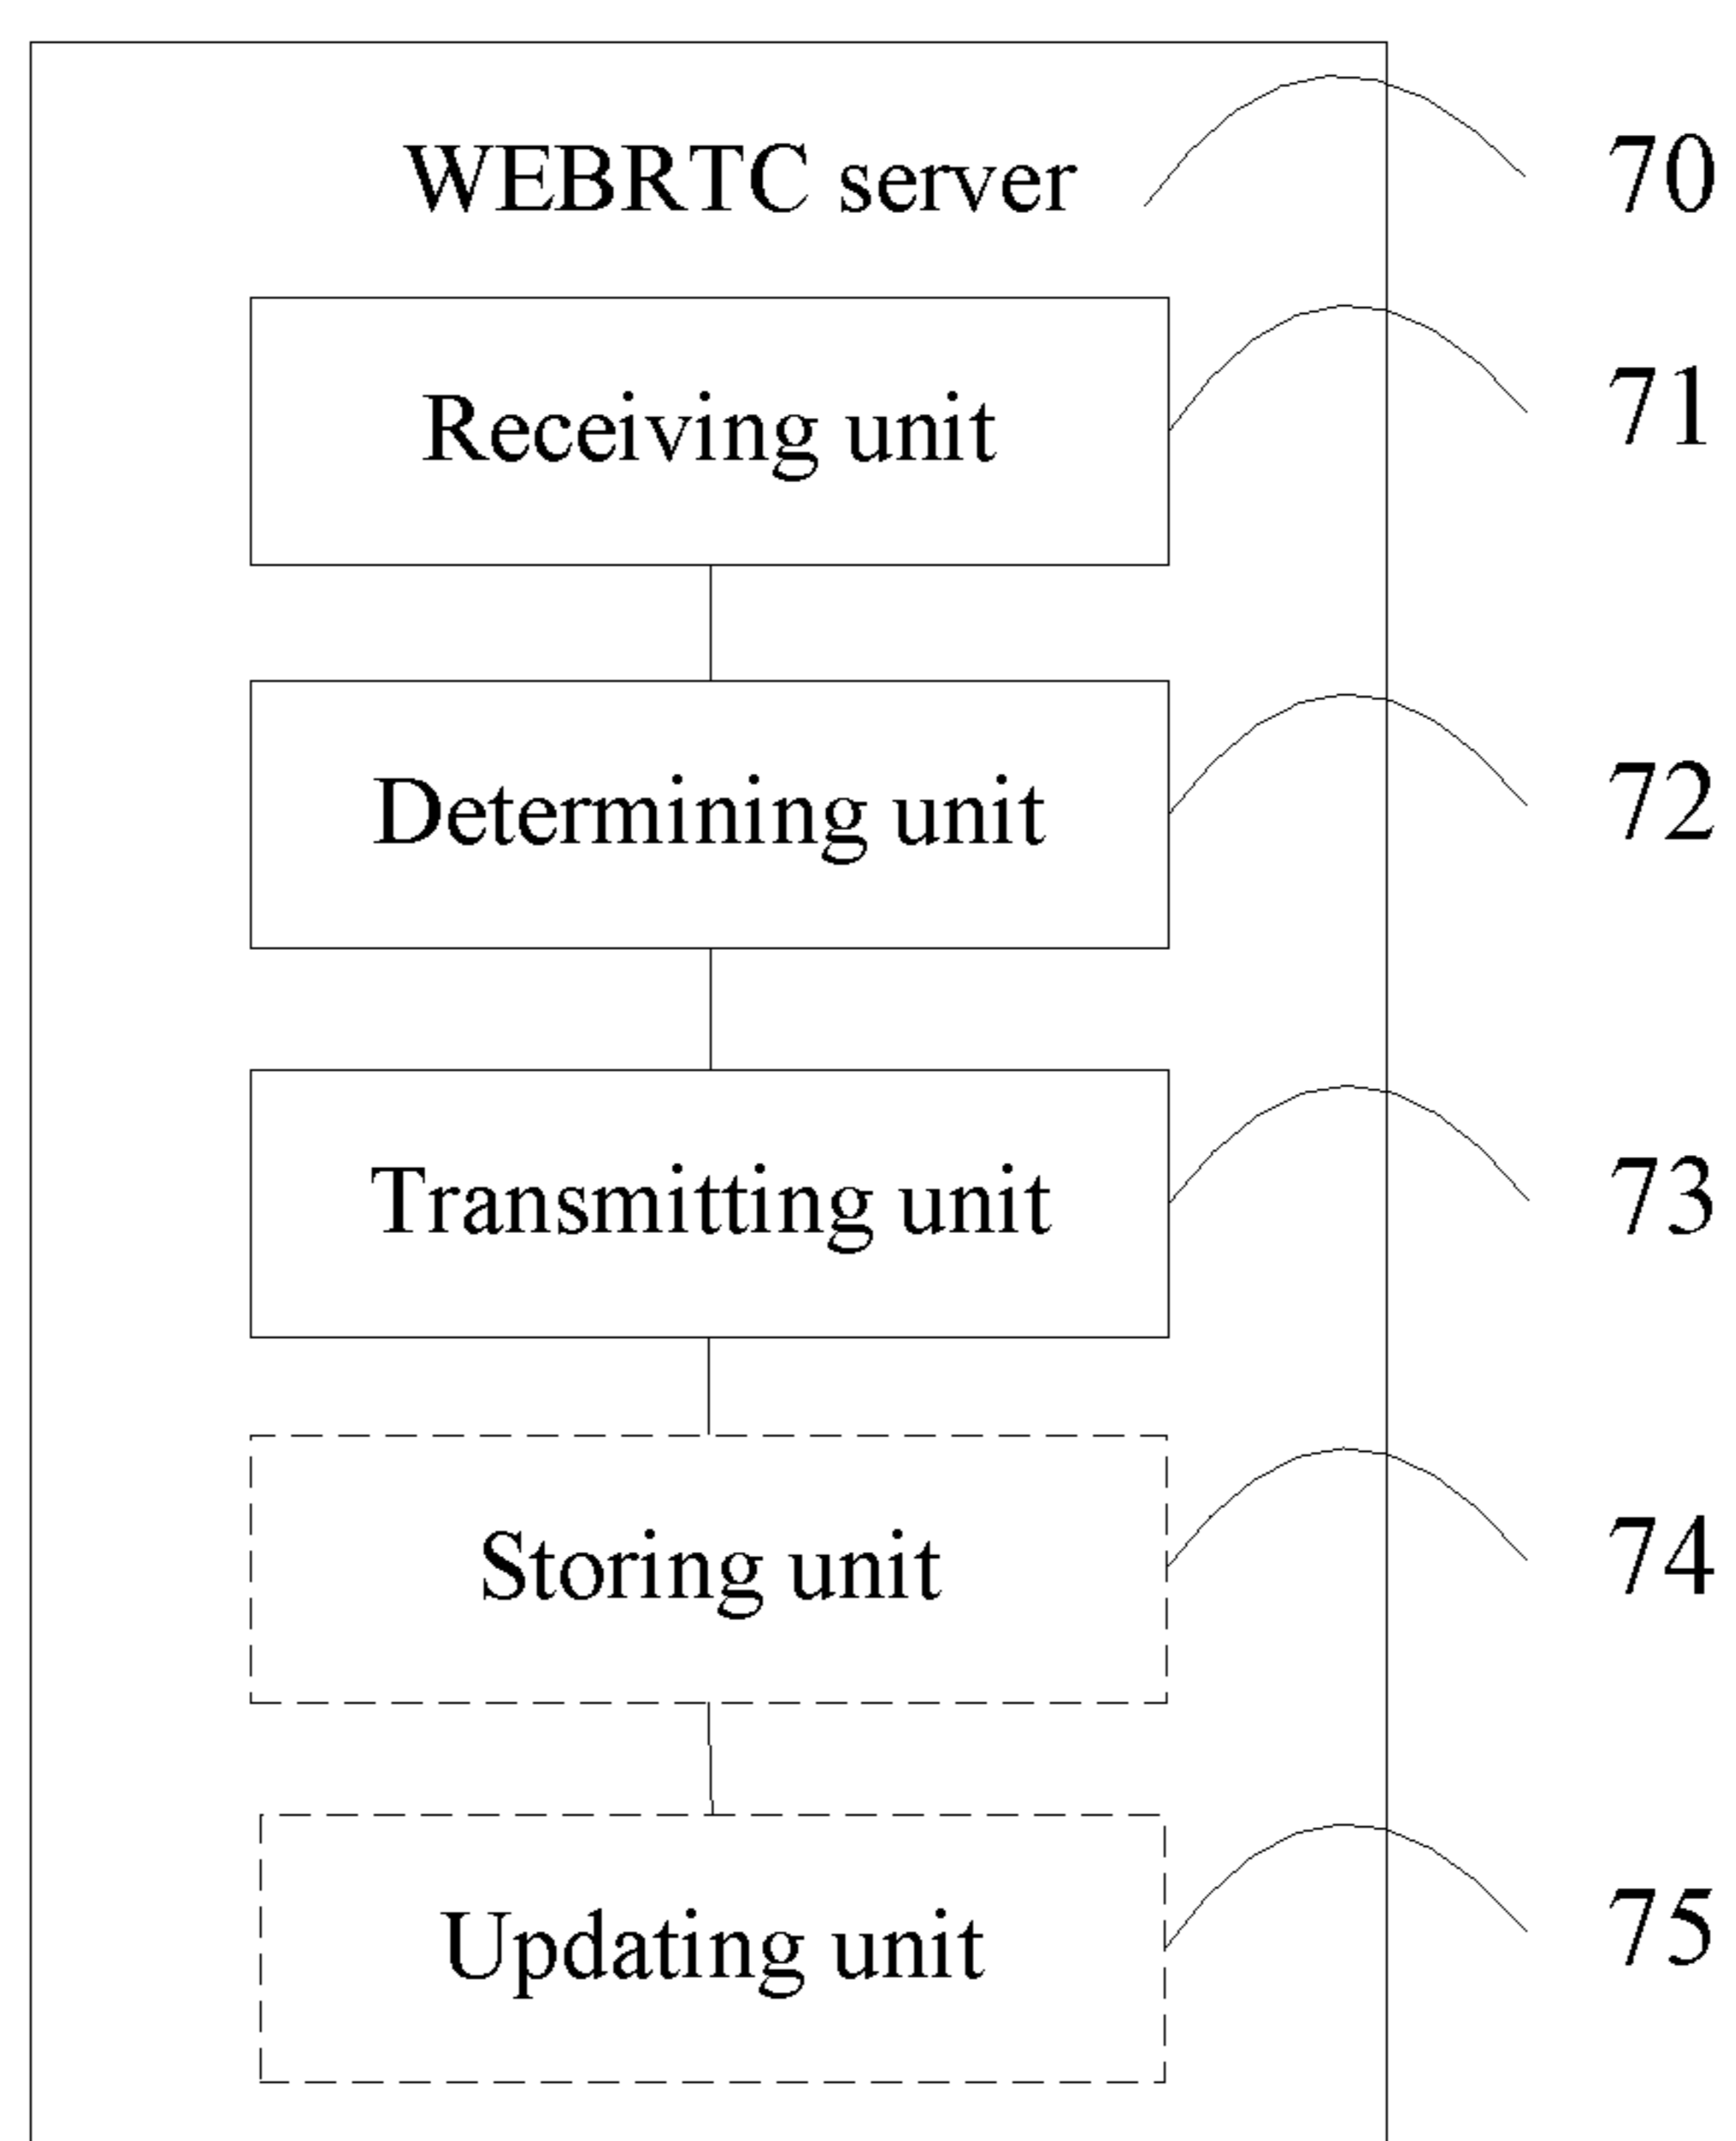 WEBRTC server 70
Receiving unit 71
Determining unit 72
Transmitting unit 73
Storing unit 74
Updating unit 75